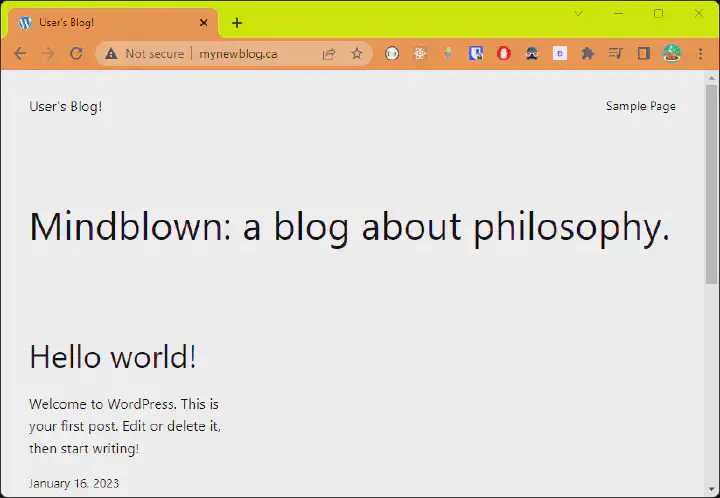 User's Blog!
Not secure | mynewblog.ca
User's Blog!
Sample Page
Mindblown: a blog about philosophy.
Hello world!
Welcome to WordPress. This is
your first post. Edit or delete it,
then start writing!
January 16, 2023